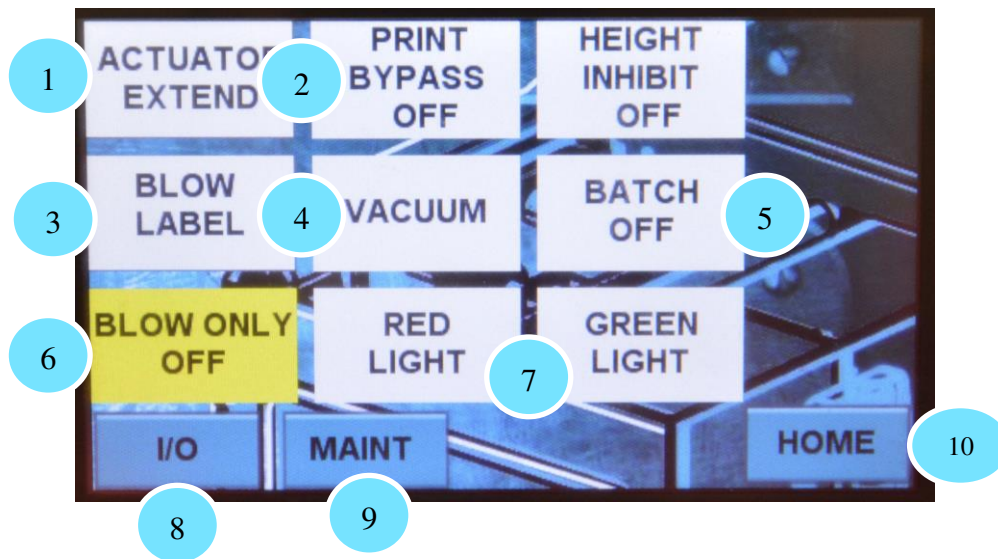 1
ACTUATOR
EXTEND
2
PRINT
BYPASS
OFF
HEIGHT
INHIBIT
OFF
3
BLOW
LABEL
4
VACUUM
BATCH
OFF
5
6
BLOW ONLY
OFF
RED
LIGHT
7
GREEN
LIGHT
I/O
MAINT
HOME
10
8
9